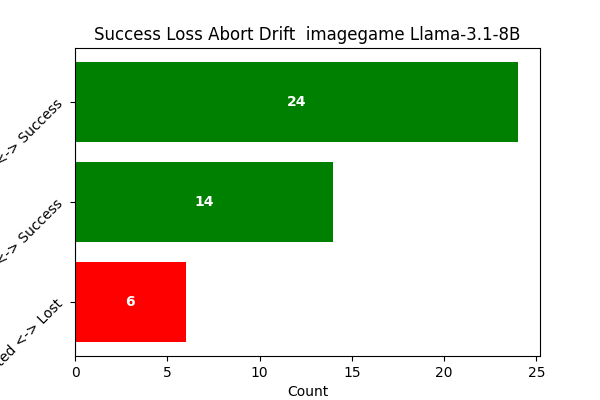 Success Loss Abort Drift imagegame Llama-3.1-8B
<-> Success
24
<-> Success
14
<-> Lost
6
0 5 10 15 20 25
Count